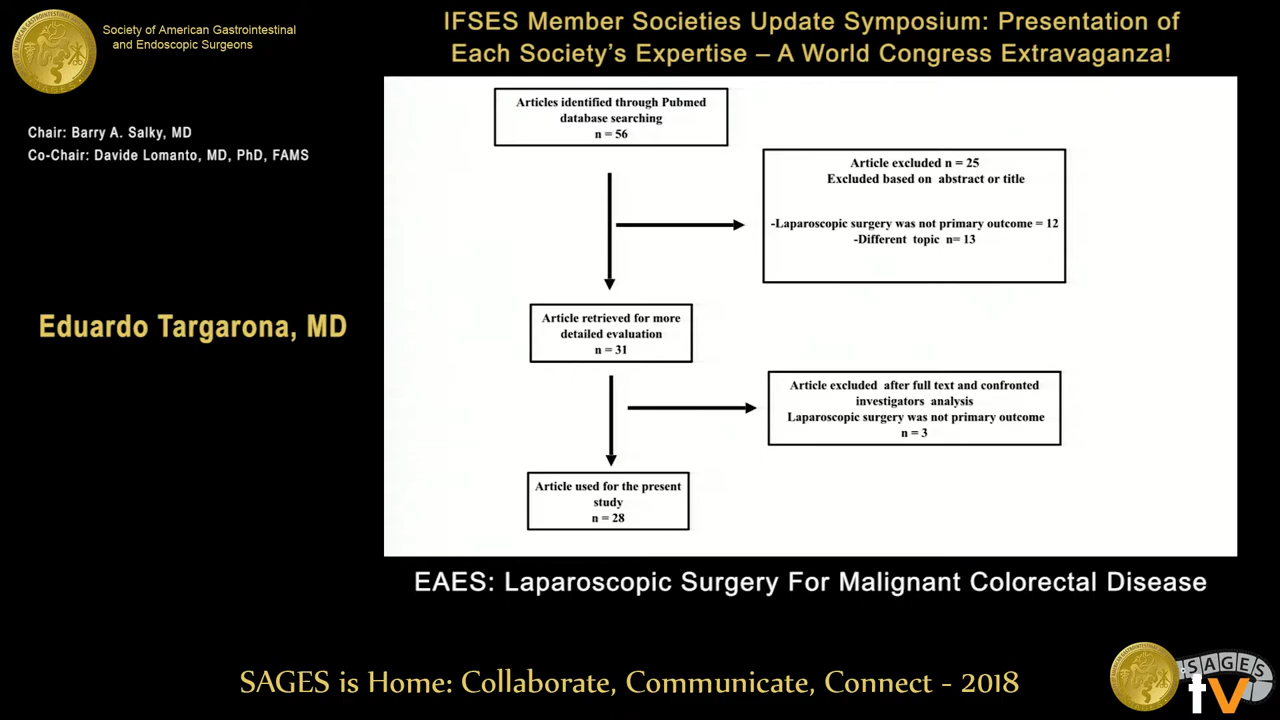 Society of American Gastrointestinal
and Endoscopic Surgeons
IFSES Member Societies Update Symposium: Presentation of
Each Society's Expertise – A World Congress Extravaganza!
Chair: Barry A. Salky, MD
Co-Chair: Davide Lomanto, MD, PhD, FAMS
Eduardo Targarona, MD
Articles identified through Pubmed
database searching
n = 56
Article excluded n = 25
Excluded based on abstract or title
-Laparoscopic surgery was not primary outcome = 12
-Different topic n= 13
Article retrieved for more
detailed evaluation
n = 31
Article excluded after full text and confronted
investigators analysis
Laparoscopic surgery was not primary outcome
n = 3
Article used for the present
study
n = 28
EAES: Laparoscopic Surgery For Malignant Colorectal Disease
SAGES is Home: Collaborate, Communicate, Connect - 2018
SAGES
tv